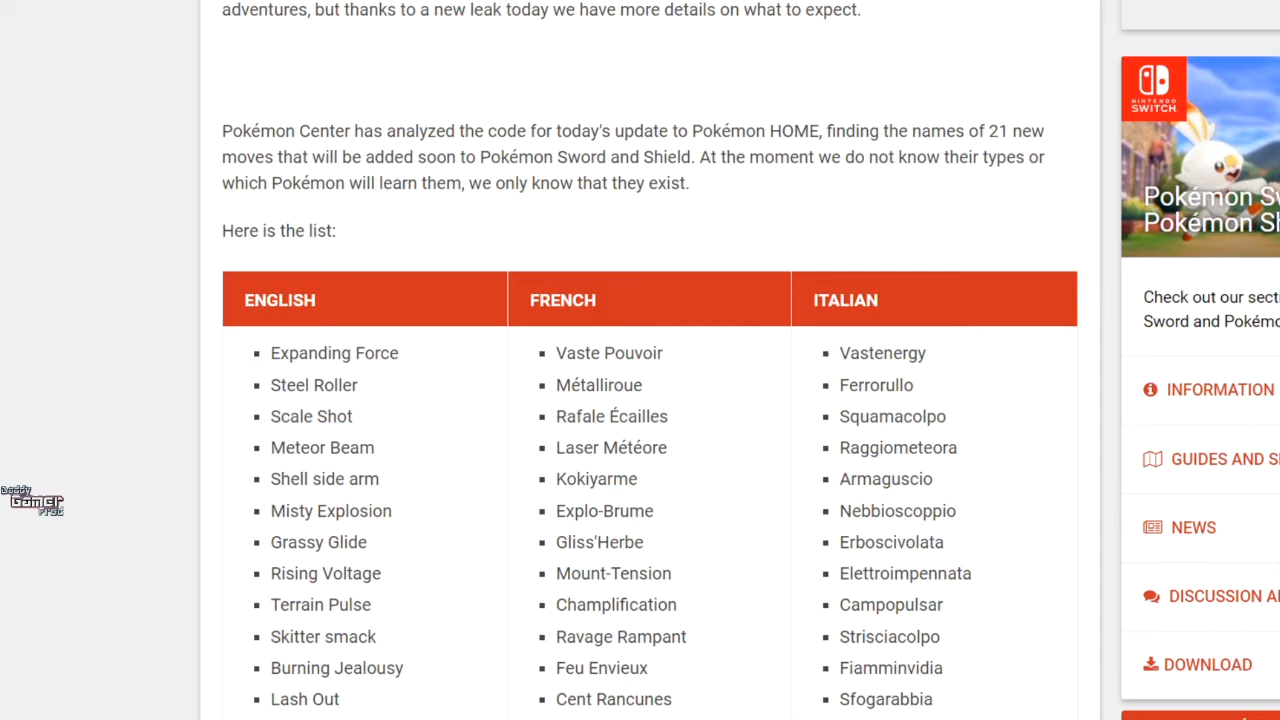 adventures, but thanks to a new leak today we have more details on what to expect.
Pokémon Center has analyzed the code for today's update to Pokémon HOME, finding the names of 21 new
moves that will be added soon to Pokémon Sword and Shield. At the moment we do not know their types or
which Pokémon will learn them, we only know that they exist.
Here is the list:
ENGLISH FRENCH ITALIAN
Expanding Force Vaste Pouvoir Vastenergy
Steel Roller Métalliroue Ferrorullo
Scale Shot Rafale Écailles Squamacolpo
Meteor Beam Laser Météore Raggiometeora
Shell side arm Kokiyarme Armaguscio
Misty Explosion Explo-Brume Nebbioscoppio
Grassy Glide Gliss'Herbe Erboscivolata
Rising Voltage Mount-Tension Elettroimpennata
Terrain Pulse Champlification Campopulsar
Skitter smack Ravage Rampant Strisciacolpo
Burning Jealousy Feu Envieux Fiamminvidia
Lash Out Cent Rancunes Sfogarabbia
NINTENDO
SWITCH
Pokémon Sw
Pokémon Sh
Check out our secti
Sword and Pokémo
INFORMATION
GUIDES AND S
NEWS
DISCUSSION A
DOWNLOAD
Daddy
Gamer
Fred